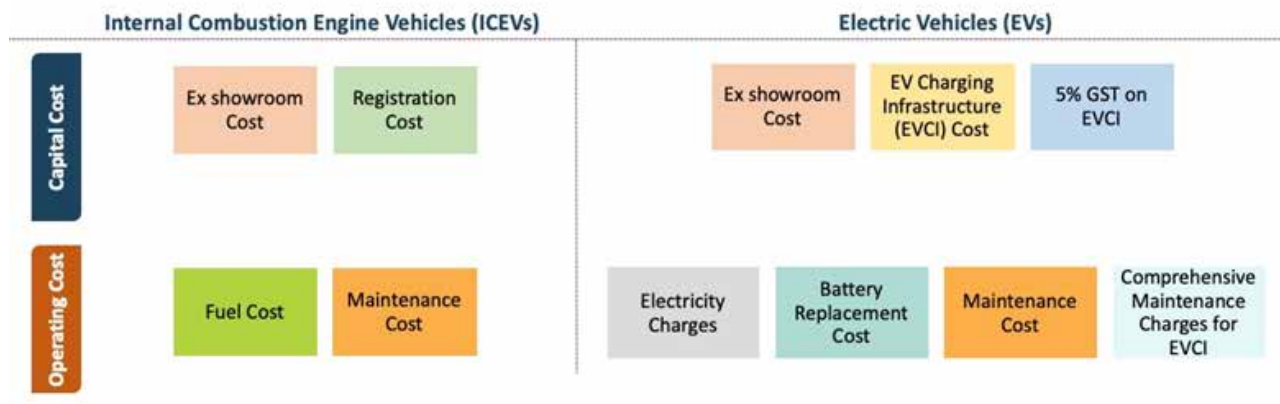 Internal Combustion Engine Vehicles (ICEVs)
Electric Vehicles (EVs)
Capital Cost
Ex showroom
Cost
Registration
Cost
Ex showroom
Cost
EV Charging
Infrastructure
(EVCI) Cost
5% GST on
EVCI
Operating Cost
Fuel Cost
Maintenance
Cost
Electricity
Charges
Battery
Replacement
Cost
Maintenance
Cost
Comprehensive
Maintenance
Charges for
EVCI